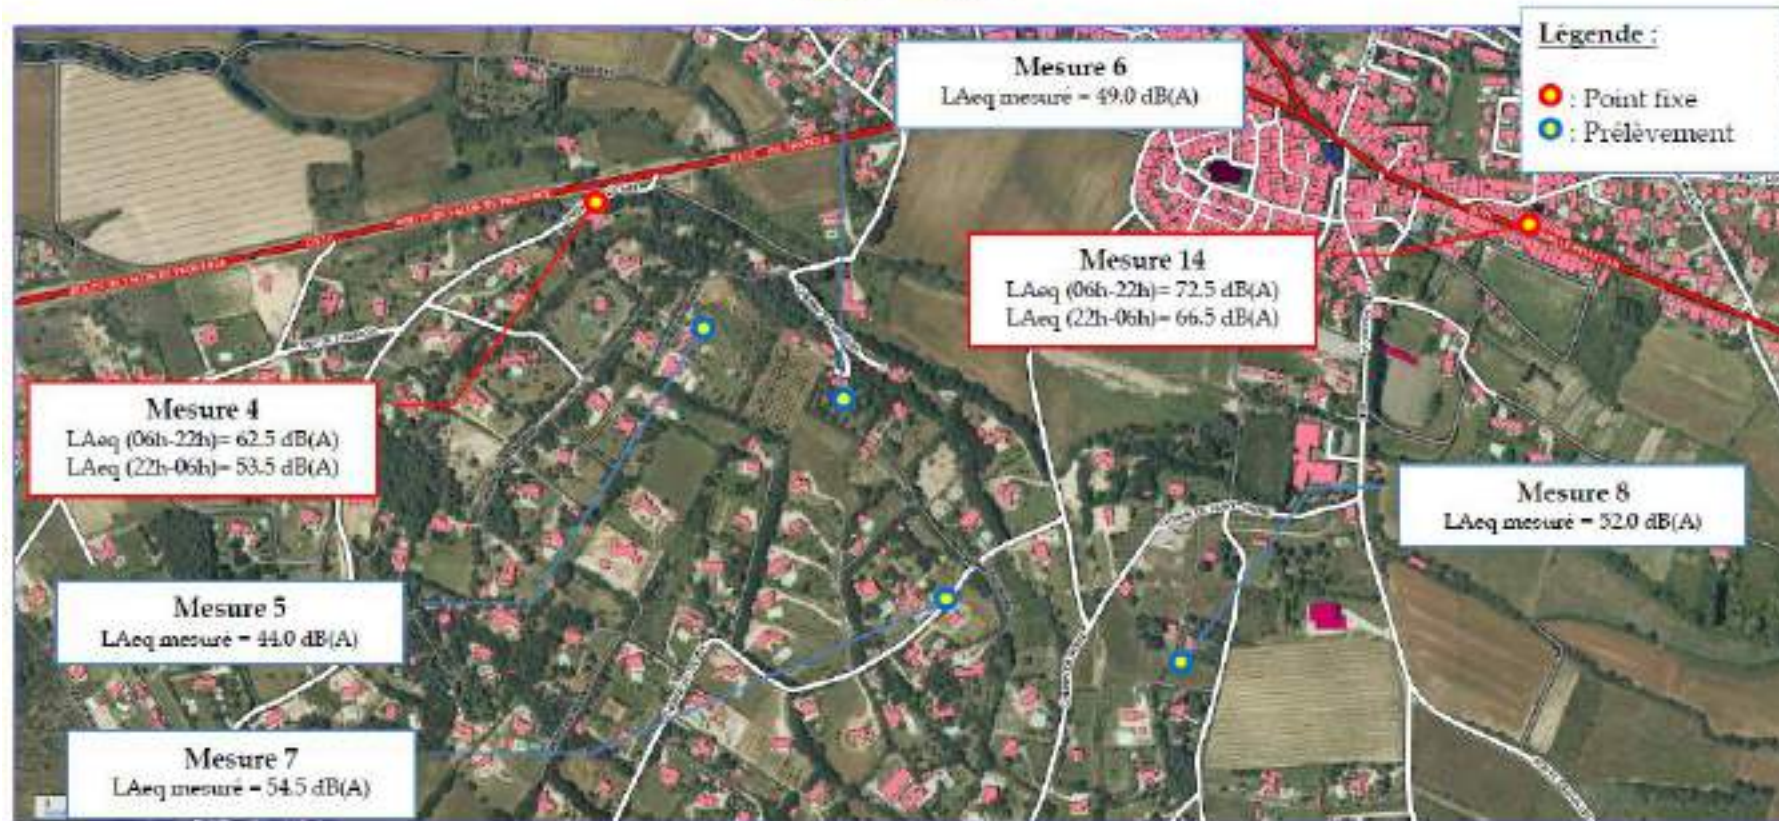 Légende :
: Point fixe
: Prélèvement
Mesure 6
LAeq mesuré = 49.0 dB(A)
Mesure 14
LAeq (06h-22h)= 72.5 dB(A)
LAeq (22h-06h)= 66.5 dB(A)
Mesure 4
LAeq (06h-22h)= 62.5 dB(A)
LAeq (22h-06h)= 53.5 dB(A)
Mesure 8
LAeq mesuré = 52.0 dB(A)
Mesure 5
LAeq mesuré = 44.0 dB(A)
Mesure 7
LAeq mesuré = 54.5 dB(A)